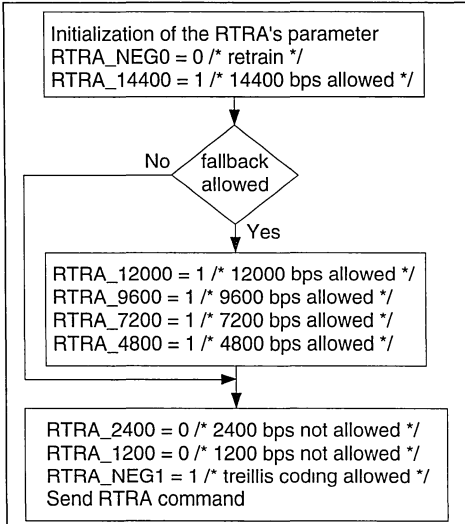 Initialization of the RTRA's parameter
RTRA_NEG0 = 0 /* retrain */
RTRA_14400 = 1 /* 14400 bps allowed */
No
fallback
allowed
Yes
RTRA_12000 = 1 /* 12000 bps allowed */
RTRA_9600 = 1 /* 9600 bps allowed */
RTRA_7200 = 1 /* 7200 bps allowed */
RTRA_4800 = 1 /* 4800 bps allowed */
RTRA_2400 = 0 /* 2400 bps not allowed */
RTRA_1200 = 0 /* 1200 bps not allowed */
RTRA_NEG1 = 1 /* treillis coding allowed */
Send RTRA command